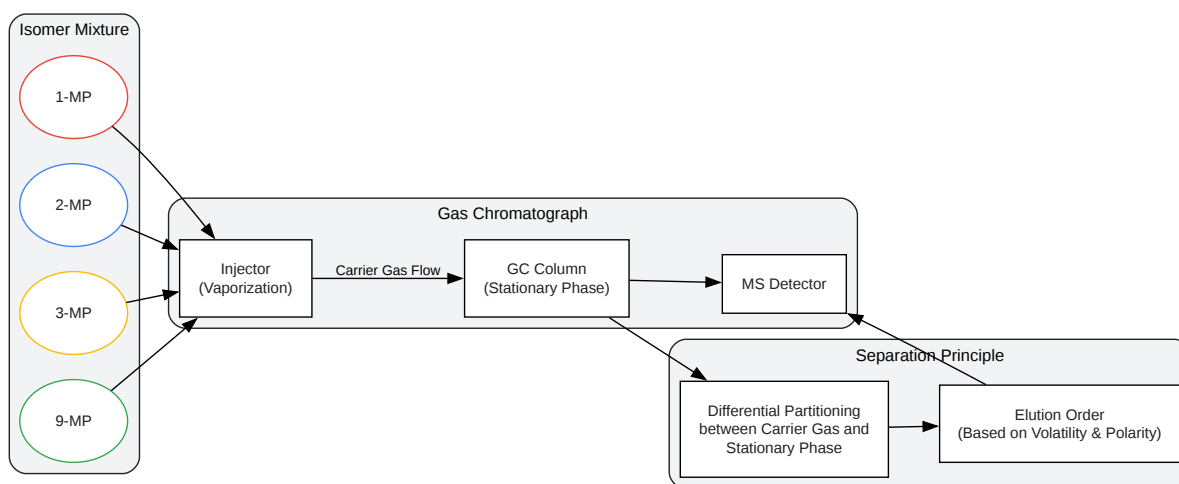 Isomer Mixture
1-MP
2-MP
3-MP
9-MP
Gas Chromatograph
Injector
(Vaporization)
Carrier Gas Flow
GC Column
(Stationary Phase)
MS Detector
Separation Principle
Differential Partitioning
between Carrier Gas and
Stationary Phase
Elution Order
(Based on Volatility & Polarity)